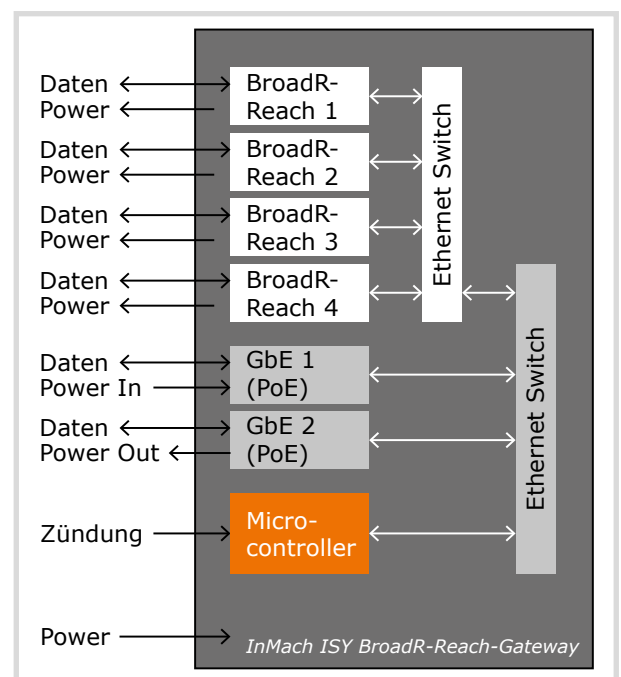 Daten
Power
BroadR-
Reach 1
Daten
Power
BroadR-
Reach 2
Daten
Power
BroadR-
Reach 3
Daten
Power
BroadR-
Reach 4
Ethernet Switch
Daten
Power In
GbE 1
(PoE)
Daten
Power Out
GbE 2
(PoE)
Ethernet Switch
Zündung
Micro-
controller
Power
InMach ISY BroadR-Reach-Gateway